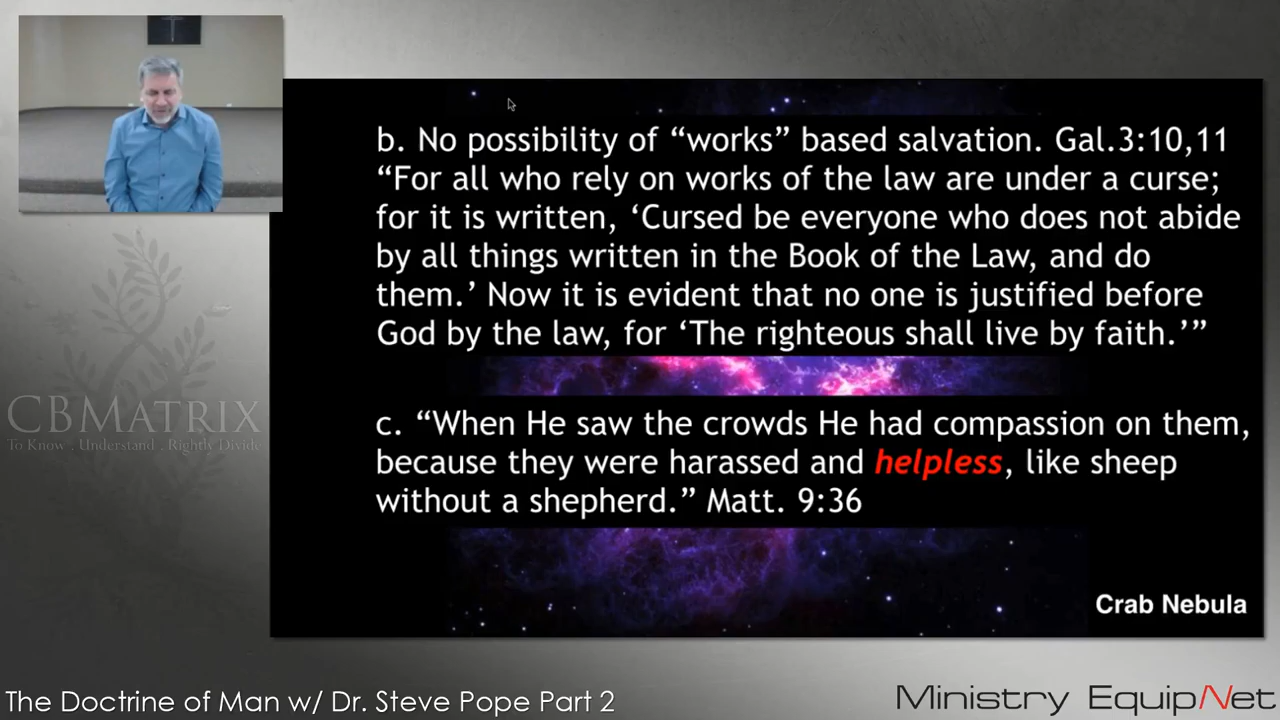 b. No possibility of “works” based salvation. Gal.3:10,11
“For all who rely on works of the law are under a curse;
for it is written, ‘Cursed be everyone who does not abide
by all things written in the Book of the Law, and do
them.’ Now it is evident that no one is justified before
God by the law, for ‘The righteous shall live by faith.’”
c. “When He saw the crowds He had compassion on them,
because they were harassed and helpless, like sheep
without a shepherd.” Matt. 9:36
Crab Nebula
CBMATRIX
To Know . Understand . Rightly Divide
The Doctrine of Man w/ Dr. Steve Pope Part 2
Ministry EquipNet